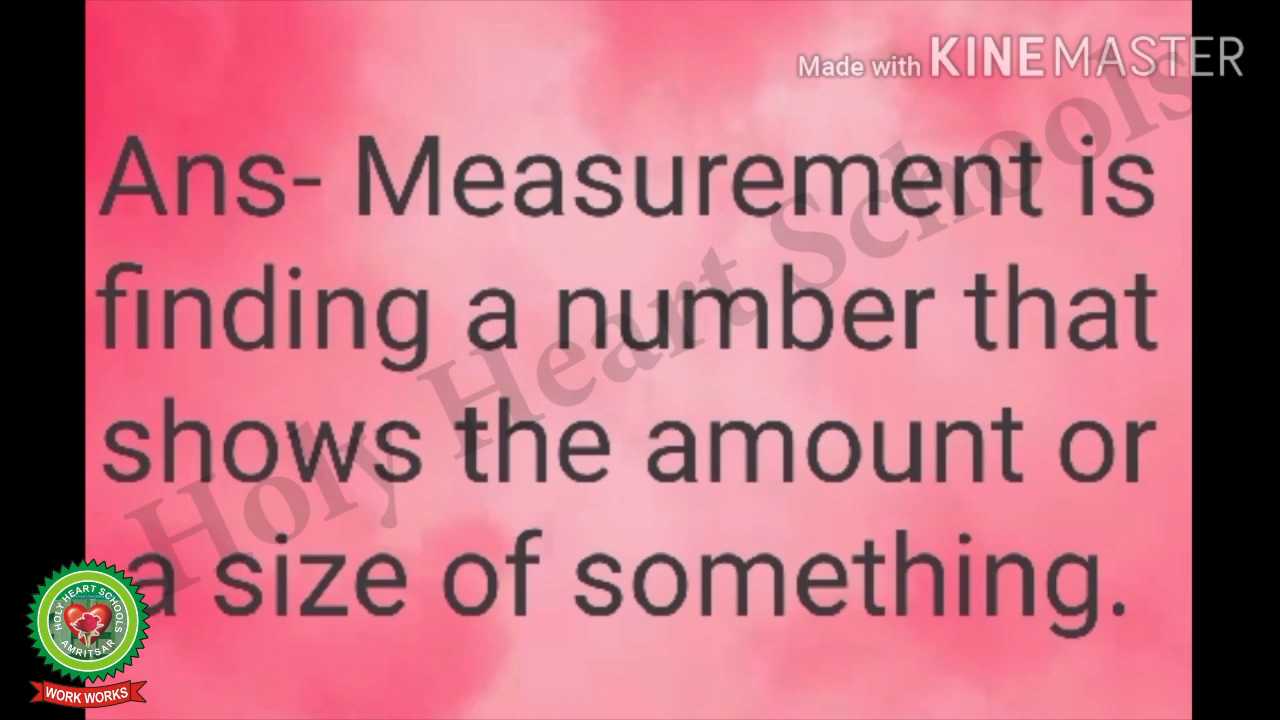 Made with KINEMASTER
Ans- Measurement is
finding a number that
shows the amount or
a size of something.
Holy Heart Schools
HOLY HEART SCHOOLS
AMRITSAR
WORK WORKS